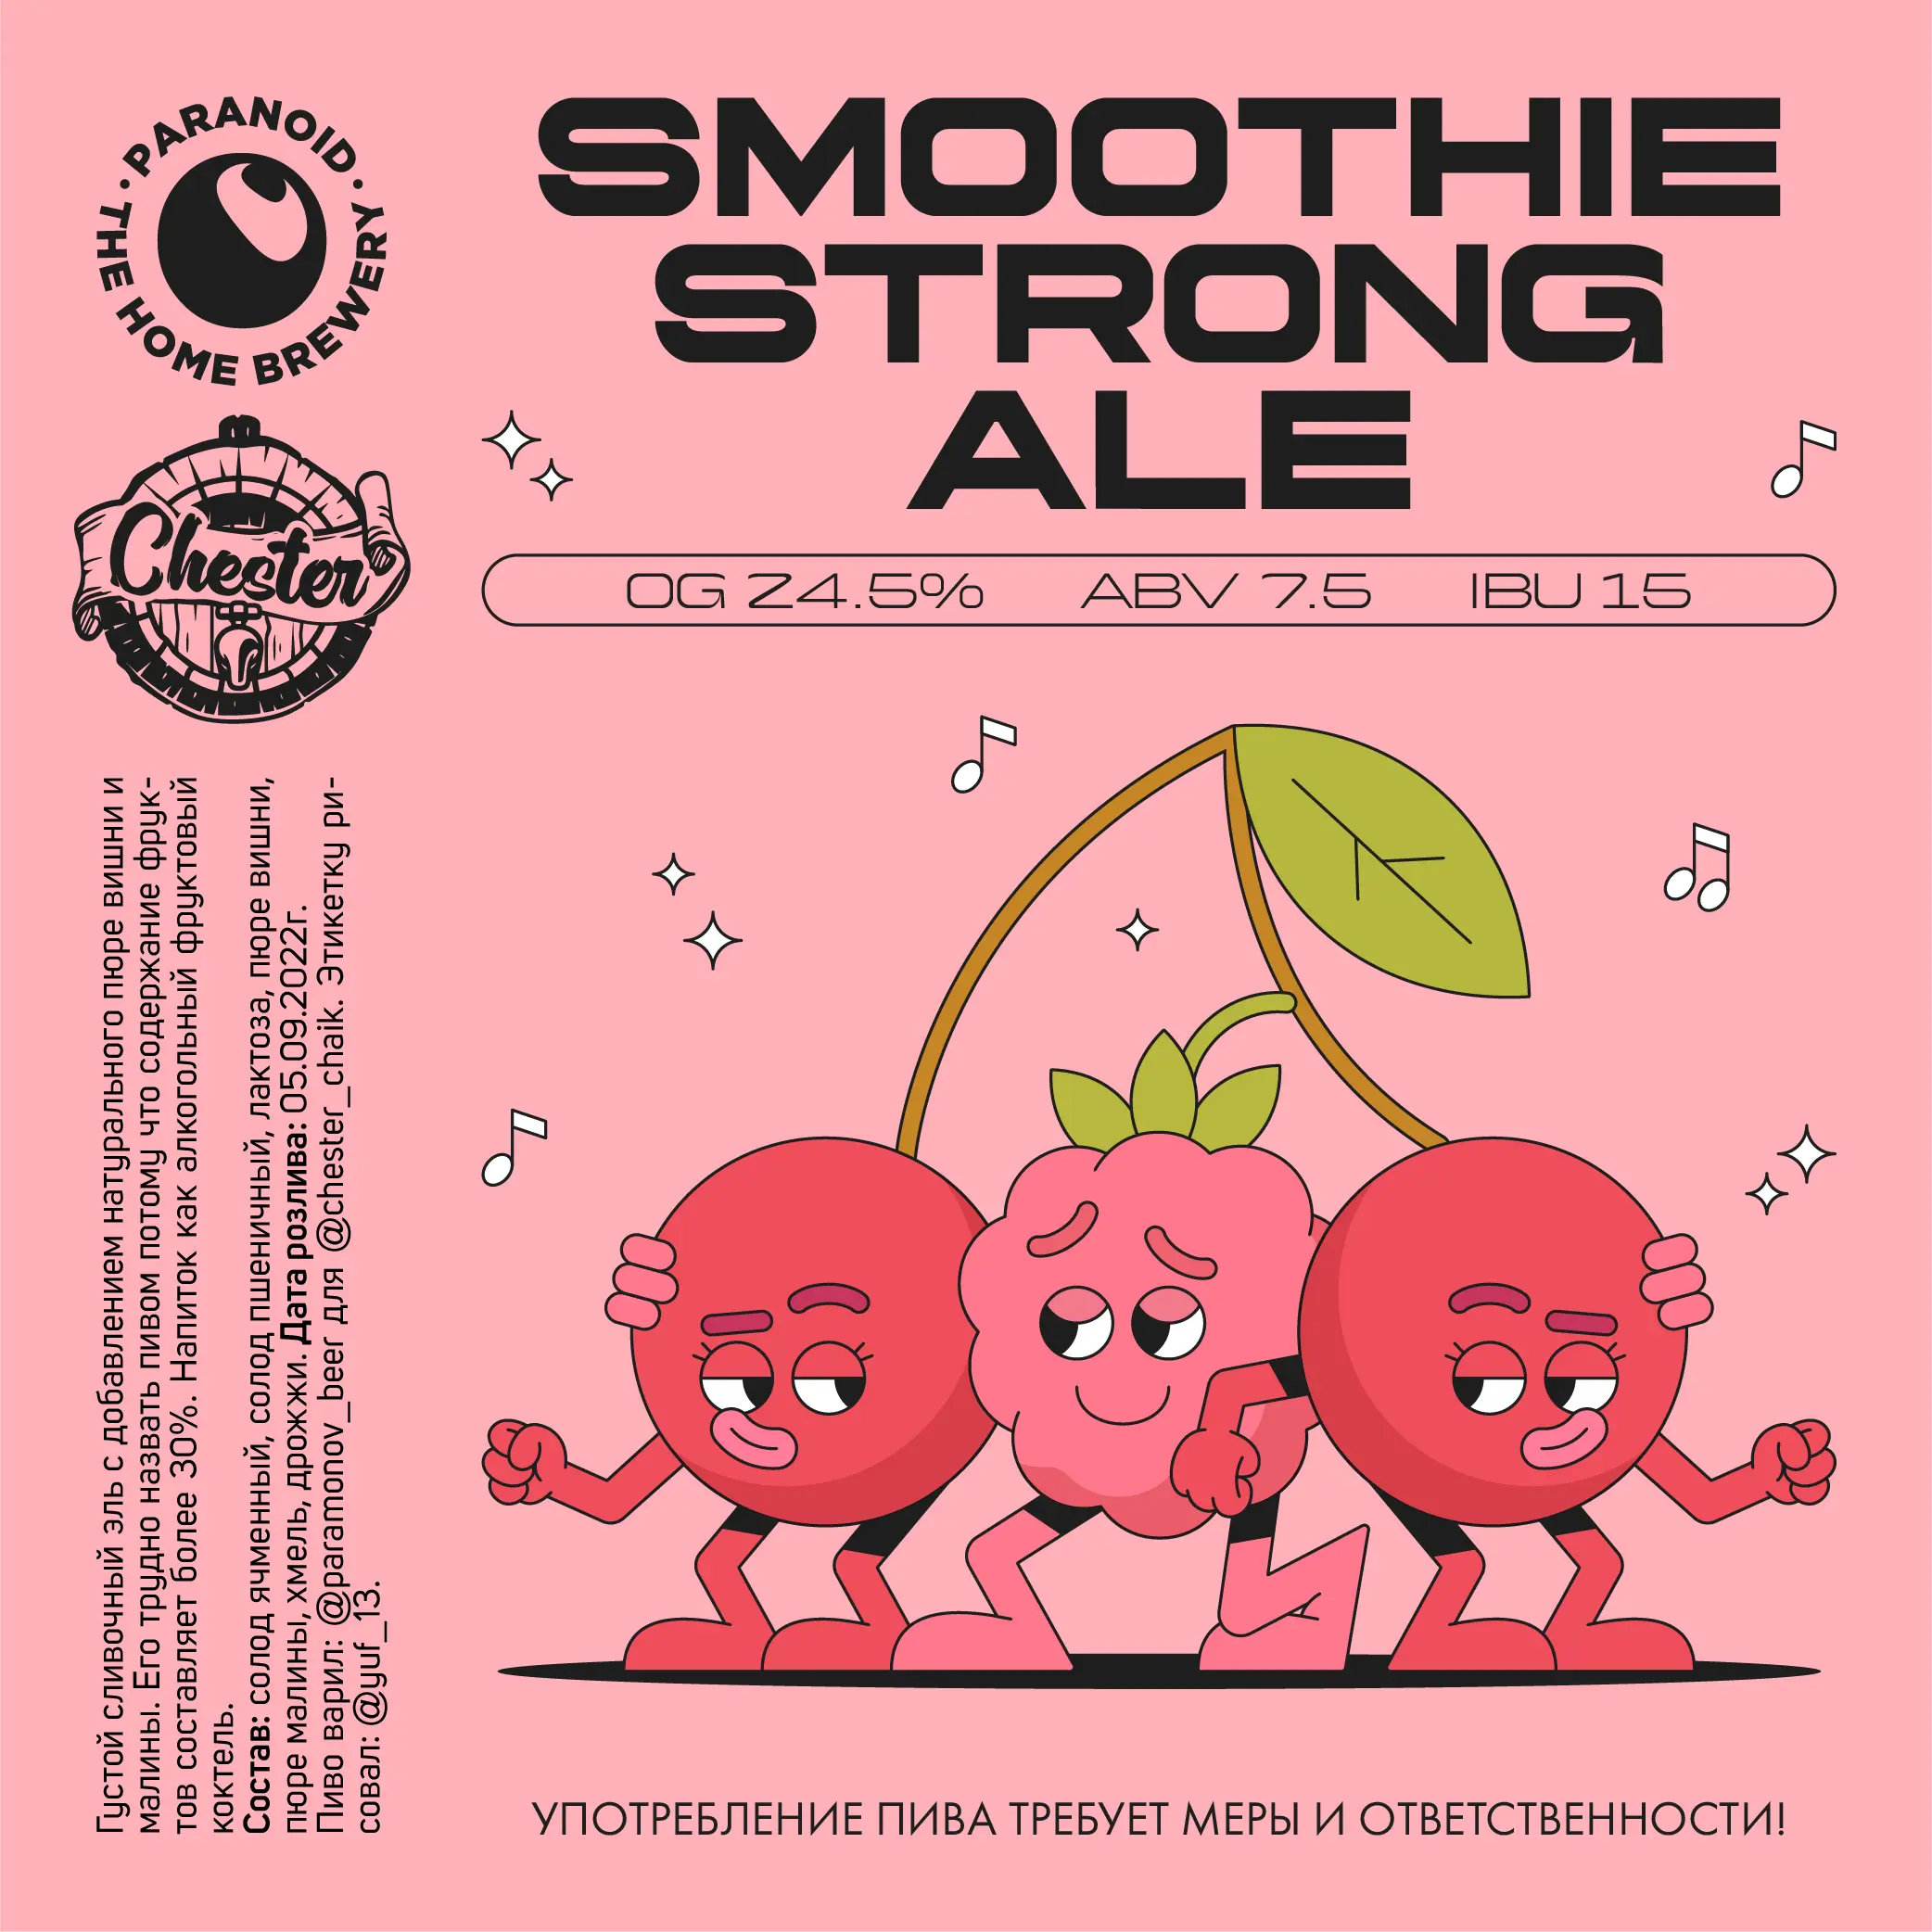 THE PARANOID HOME BREWERY
Chester
SMOOTHIE
STRONG
ALE
OG 24.5% ABV 7.5 IBU 15
Густой сливочный эль с добавлением натурального пюре вишни и
малины. Его трудно назвать пивом потому что содержание фрук-
тов составляет более 30%. Напиток как алкогольный фруктовый
коктель.
Состав: солод ячменный, солод пшеничный, лактоза, пюре вишни,
пюре малины, хмель, дрожжи. Дата розлива: 05.09.2022г.
Пиво варил: @paramonov_beer для @chester_chaik. Этикетку ри-
совал: @yuf_13.
УПОТРЕБЛЕНИЕ ПИВА ТРЕБУЕТ МЕРЫ И ОТВЕТСТВЕННОСТИ!